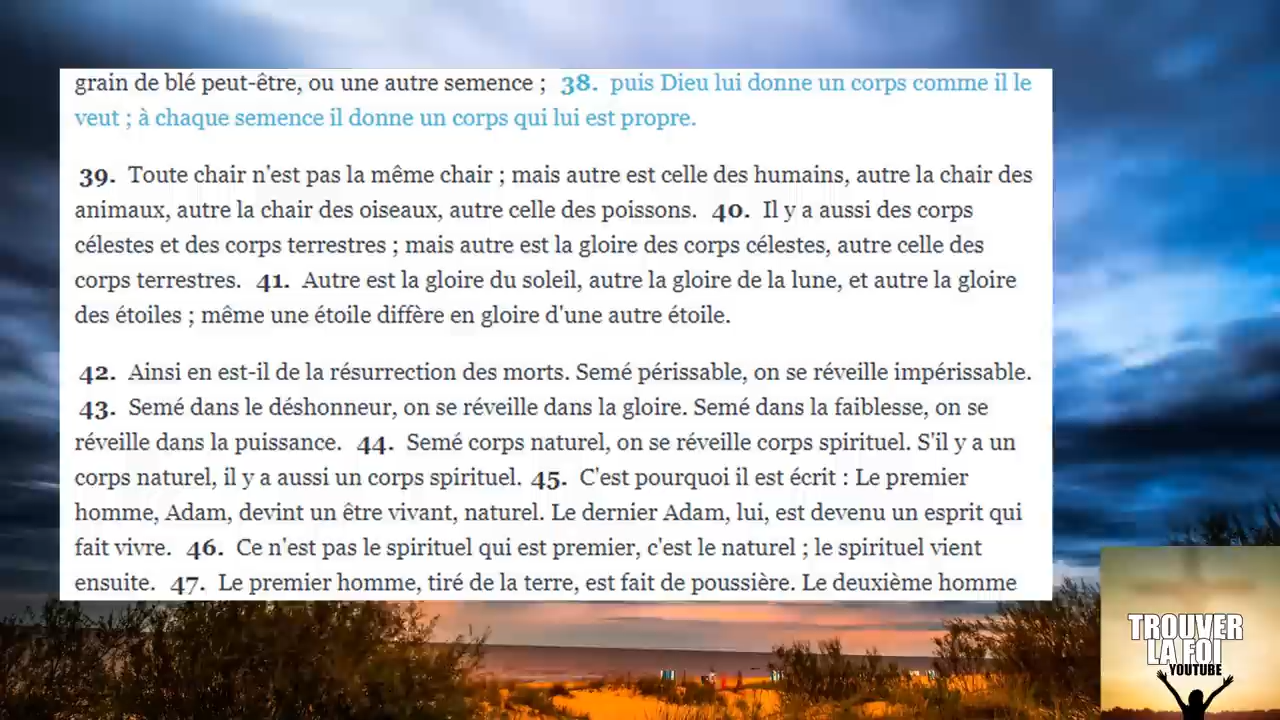 grain de blé peut-être, ou une autre semence ; 38. puis Dieu lui donne un corps comme il le
veut ; à chaque semence il donne un corps qui lui est propre.
39. Toute chair n'est pas la même chair ; mais autre est celle des humains, autre la chair des
animaux, autre la chair des oiseaux, autre celle des poissons. 40. Il y a aussi des corps
célestes et des corps terrestres ; mais autre est la gloire des corps célestes, autre celle des
corps terrestres. 41. Autre est la gloire du soleil, autre la gloire de la lune, et autre la gloire
des étoiles ; même une étoile diffère en gloire d'une autre étoile.
42. Ainsi en est-il de la résurrection des morts. Semé périssable, on se réveille impérissable.
43. Semé dans le déshonneur, on se réveille dans la gloire. Semé dans la faiblesse, on se
réveille dans la puissance. 44. Semé corps naturel, on se réveille corps spirituel. S'il y a un
corps naturel, il y a aussi un corps spirituel. 45. C'est pourquoi il est écrit : Le premier
homme, Adam, devint un être vivant, naturel. Le dernier Adam, lui, est devenu un esprit qui
fait vivre. 46. Ce n'est pas le spirituel qui est premier, c'est le naturel ; le spirituel vient
ensuite. 47. Le premier homme, tiré de la terre, est fait de poussière. Le deuxième homme
TROUVER
LA FOI
YOUTUBE